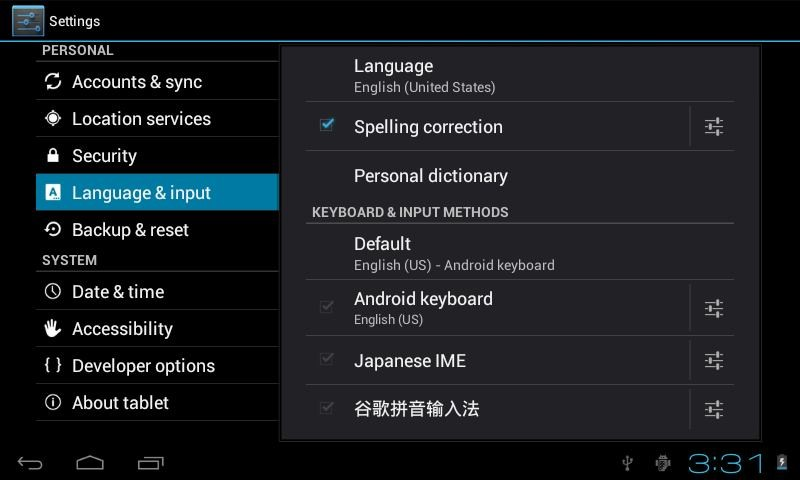 Settings
PERSONAL
Accounts & sync
Location services
Security
Language & input
Backup & reset
SYSTEM
Date & time
Accessibility
{ } Developer options
About tablet
Language
English (United States)
Spelling correction
Personal dictionary
KEYBOARD & INPUT METHODS
Default
English (US) - Android keyboard
Android keyboard
English (US)
Japanese IME
谷歌拼音输入法
3:31